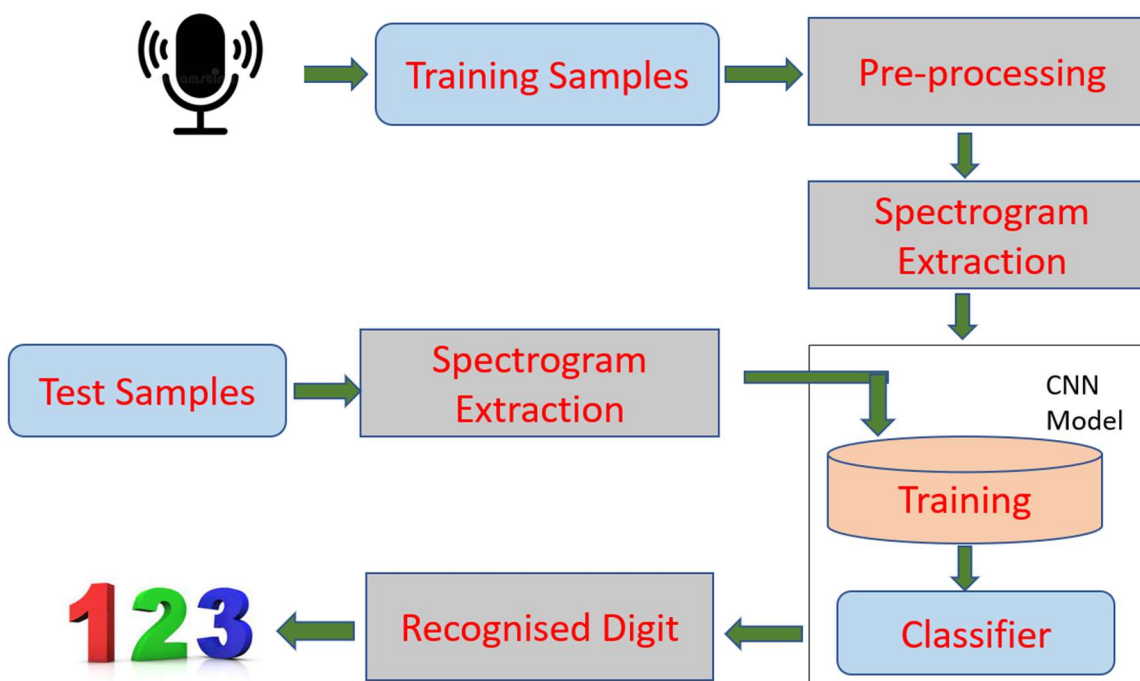 Training Samples
Pre-processing
Spectrogram
Extraction
Test Samples
Spectrogram
Extraction
CNN
Model
Training
123
Recognised Digit
Classifier